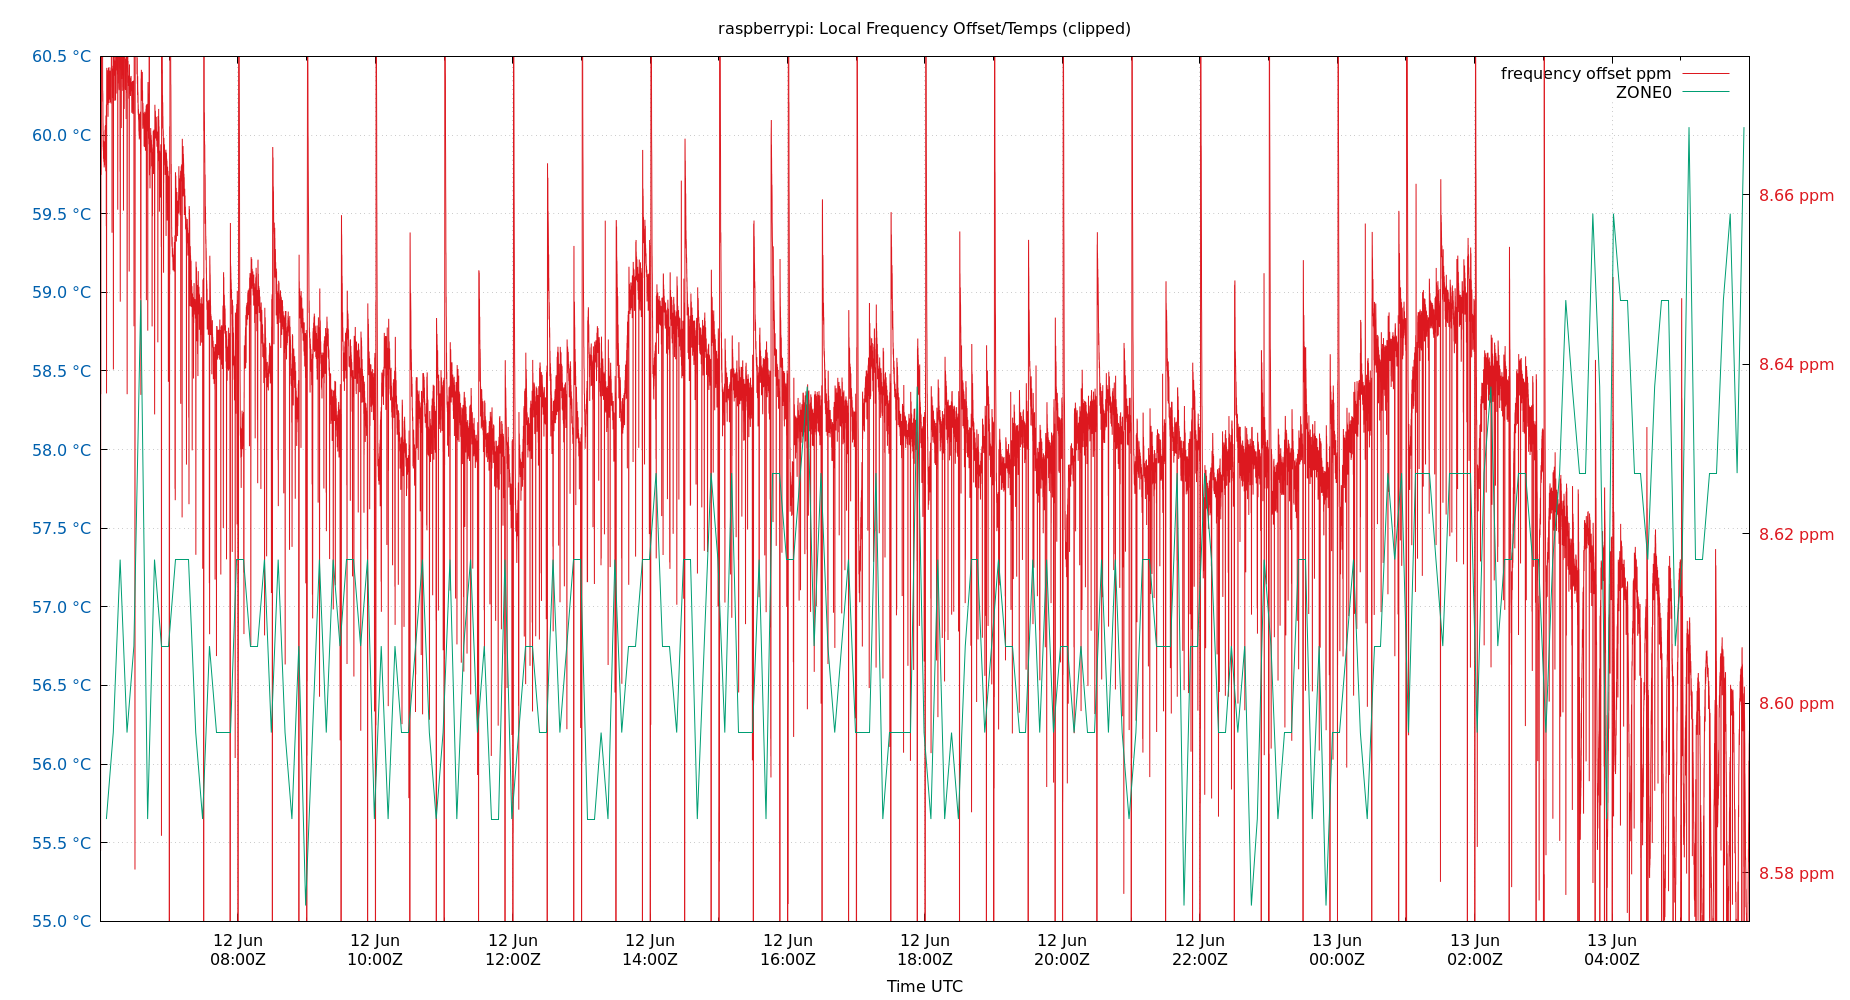 raspberrypi: Local Frequency Offset/Temps (clipped)
60.5 °C
60.0 °C
59.5 °C
59.0 °C
58.5 °C
58.0 °C
57.5 °C
57.0 °C
56.5 °C
56.0 °C
55.5 °C
55.0 °C
frequency offset ppm
ZONE0
8.66 ppm
8.64 ppm
8.62 ppm
8.60 ppm
8.58 ppm
12 Jun
08:00Z
12 Jun
10:00Z
12 Jun
12:00Z
12 Jun
14:00Z
12 Jun
16:00Z
12 Jun
18:00Z
12 Jun
20:00Z
12 Jun
22:00Z
13 Jun
00:00Z
13 Jun
02:00Z
13 Jun
04:00Z
Time UTC